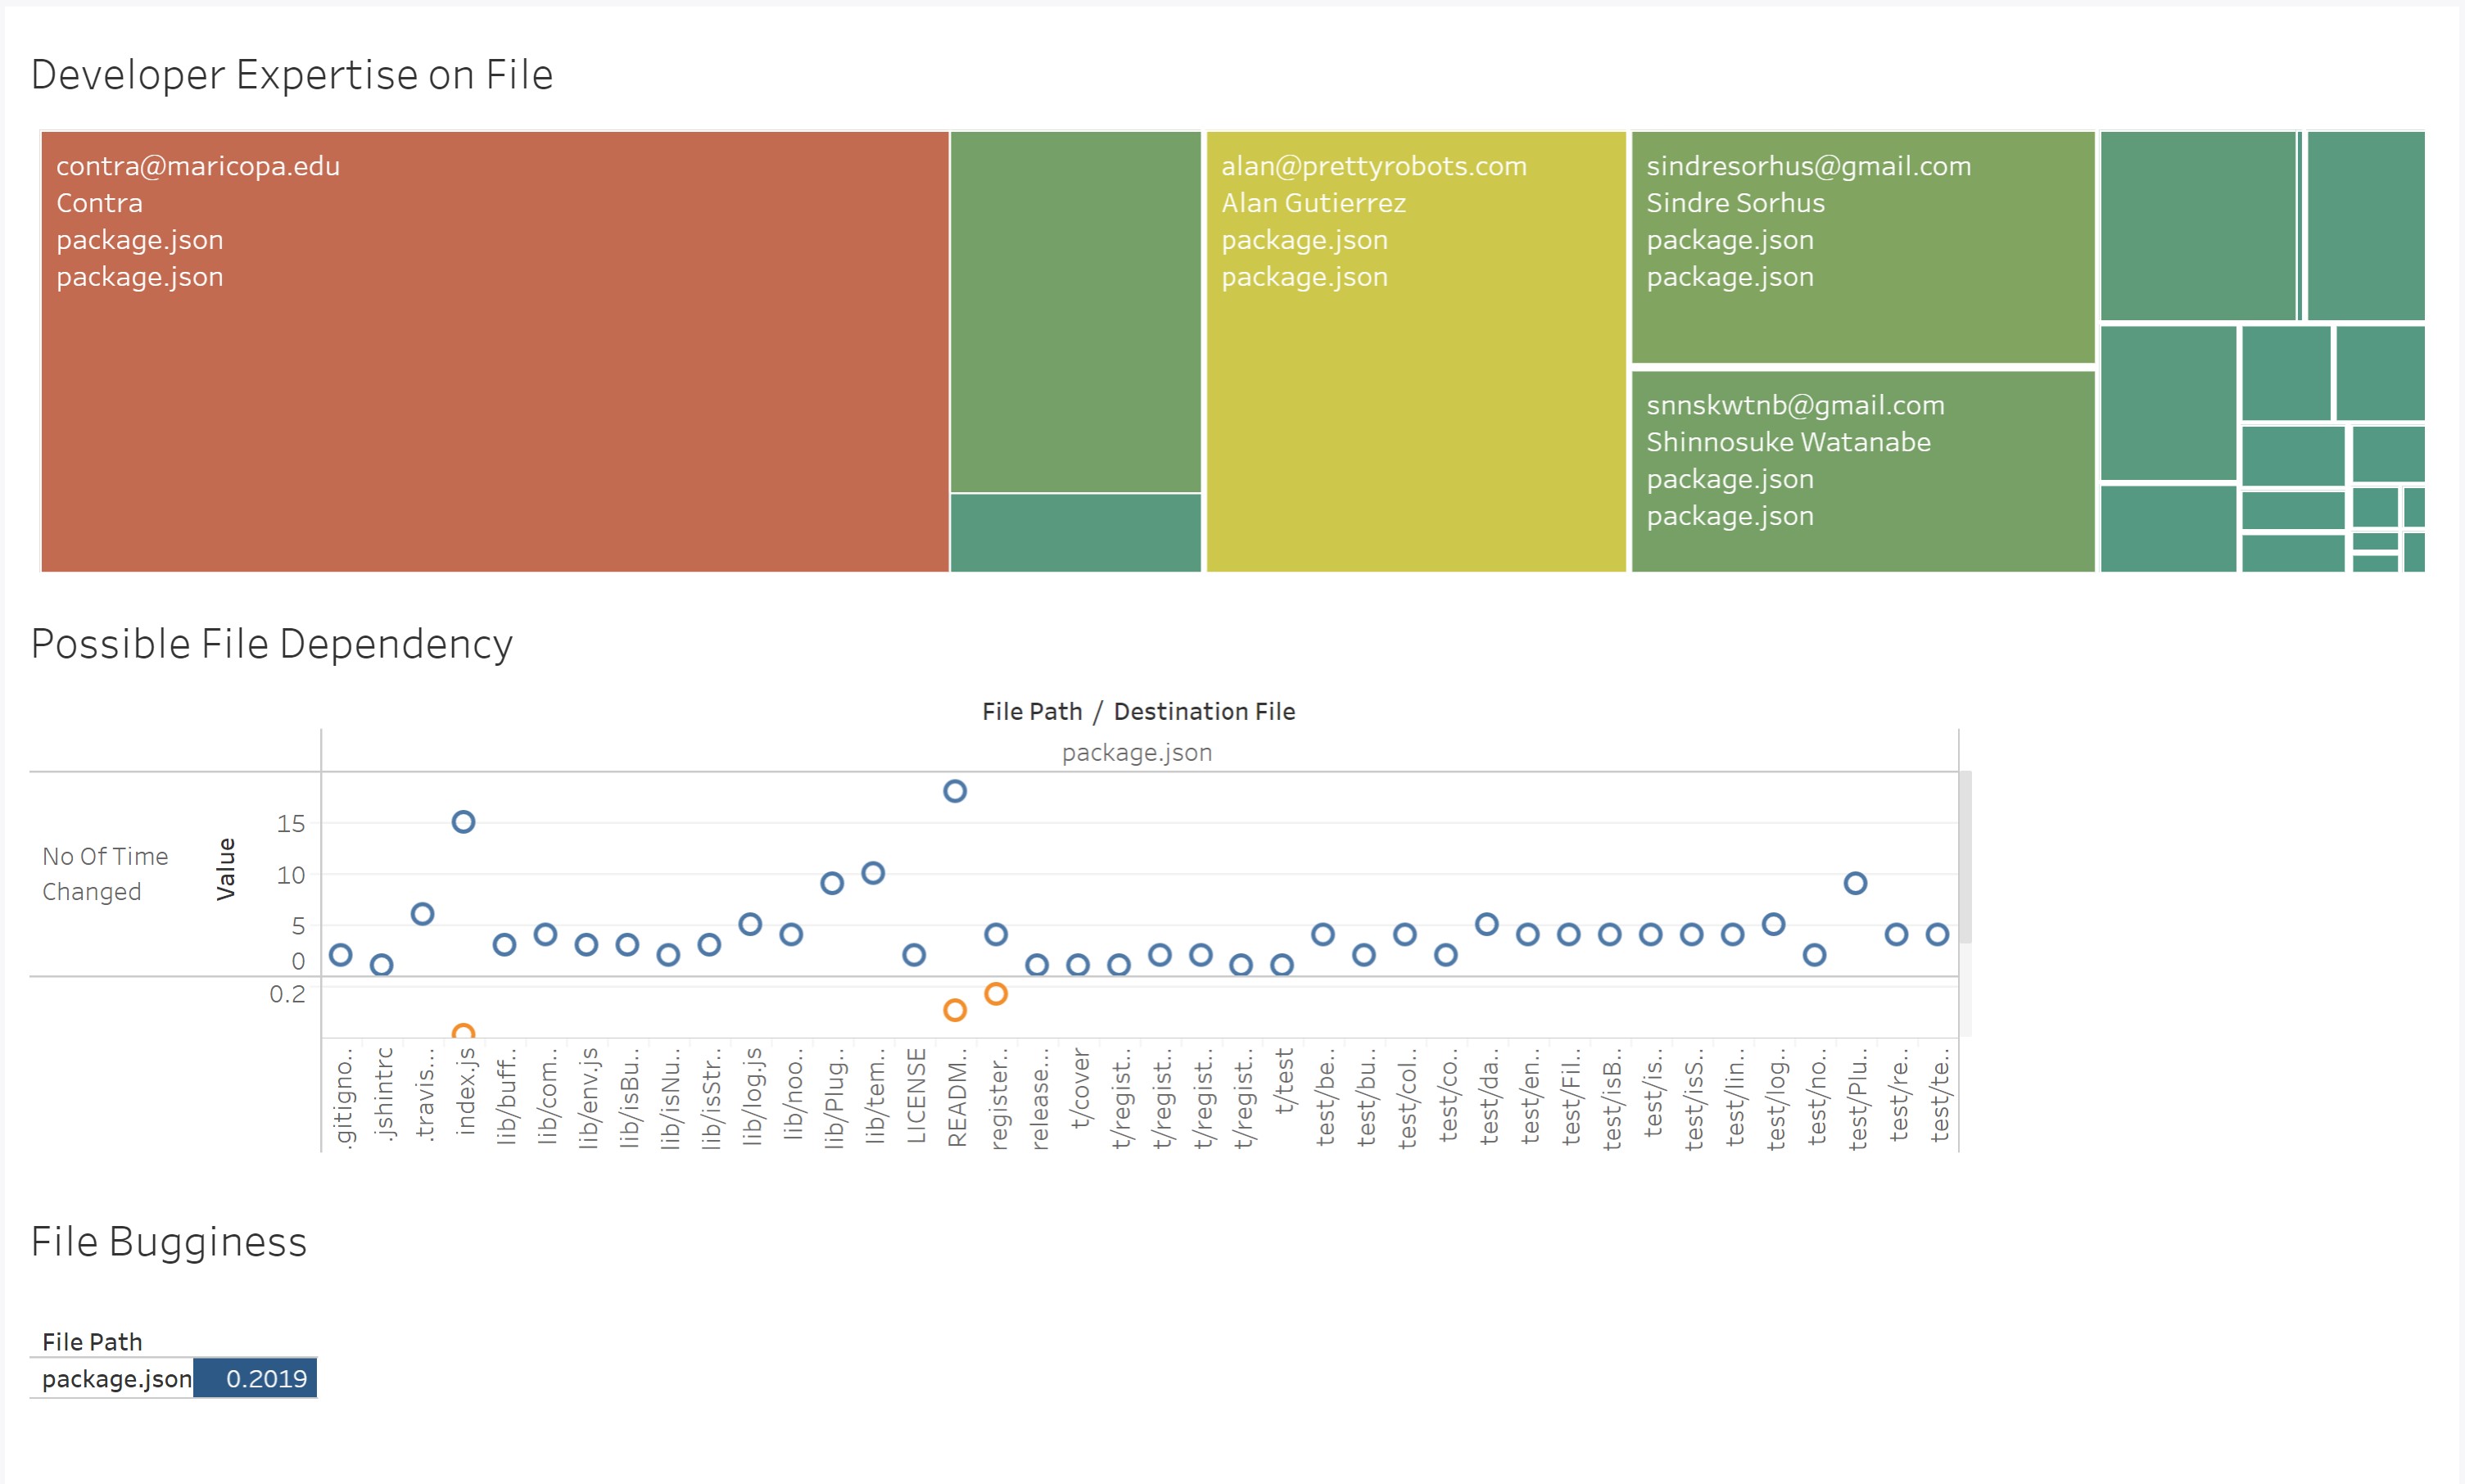 Developer Expertise on File
contra@maricopa.edu
Contra
package.json
package.json
alan@prettyrobots.com
Alan Gutierrez
package.json
package.json
sindresorhus@gmail.com
Sindre Sorhus
package.json
package.json
snnskwtnb@gmail.com
Shinnosuke Watanabe
package.json
package.json
Possible File Dependency
File Path / Destination File
package.json
No Of Time
Changed
Value
15
10
5
0
0.2
.gitigno..
.jshintrc
.travis...
index.js
lib/buff..
lib/com..
lib/env.js
lib/isBu..
lib/isNu..
lib/isStr..
lib/log.js
lib/noo..
lib/Plug..
lib/tem..
LICENSE
READM..
register..
release...
t/cover
t/regist..
t/regist..
t/regist..
t/regist..
t/test
test/be..
test/bu..
test/col..
test/co..
test/da..
test/en..
test/Fil..
test/isB..
test/is..
test/isS..
test/lin..
test/log..
test/no..
test/Plu..
test/re..
test/te..
File Bugginess
File Path
package.json 0.2019